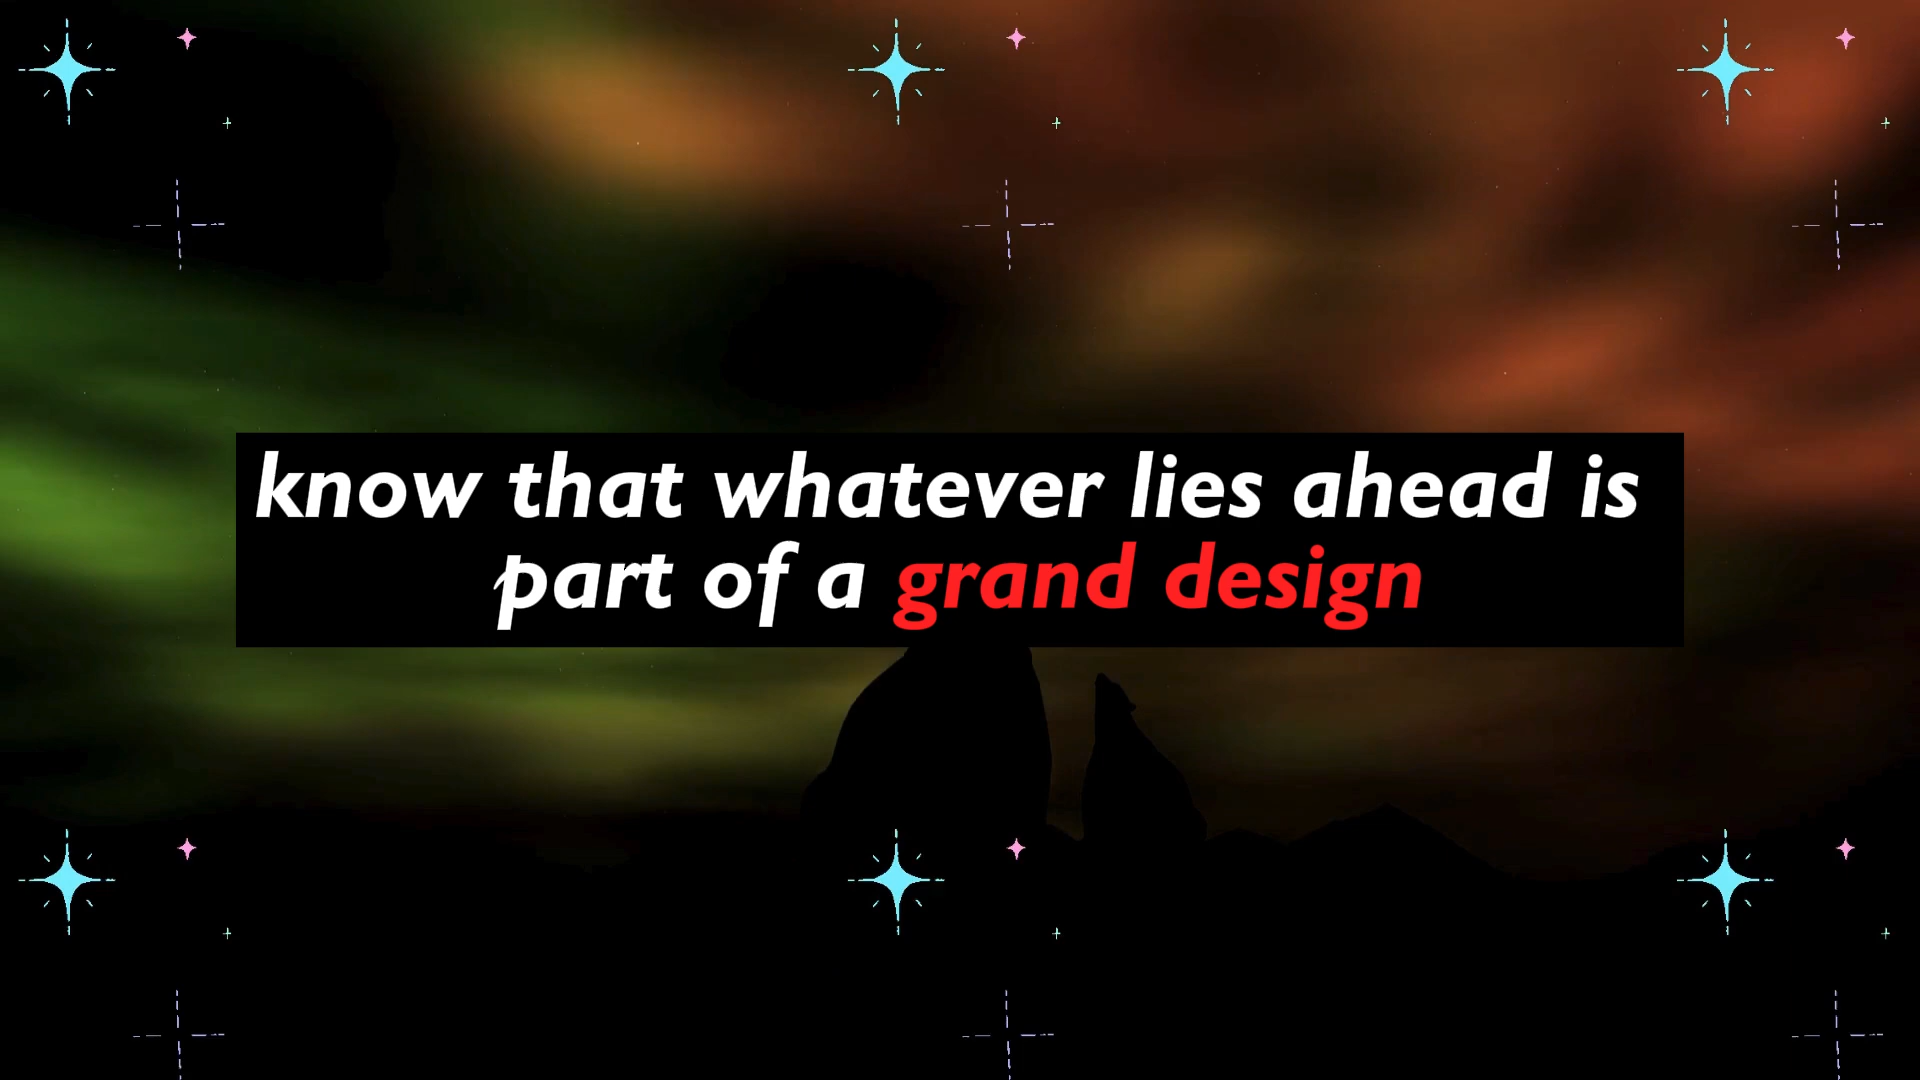 know that whatever lies ahead is
part of a grand design